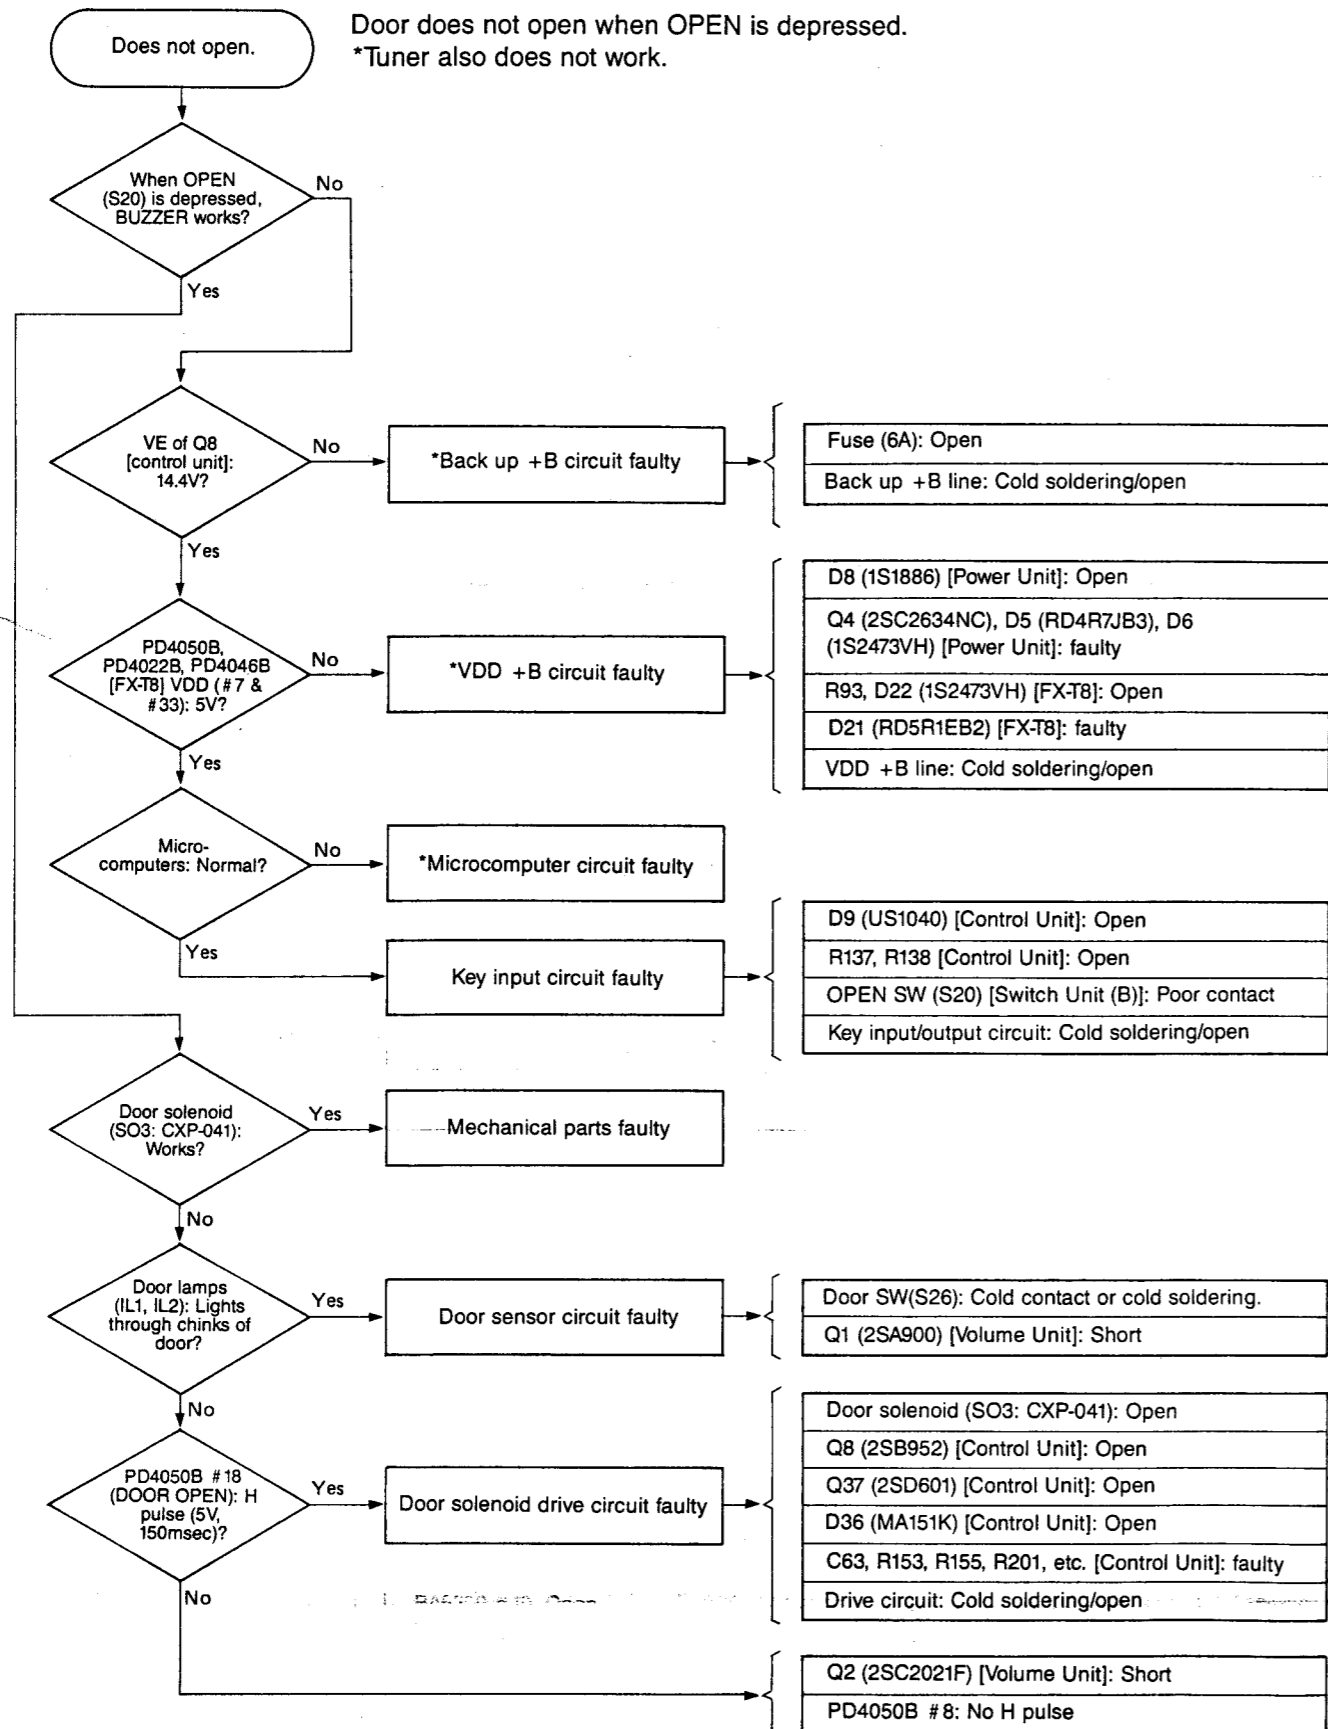 Door does not open when OPEN is depressed.
*Tuner also does not work.
Does not open.
When OPEN
(S20) is depressed,
BUZZER works?
No
Yes
VE of Q8
[control unit]:
14.4V?
No
*Back up +B circuit faulty
Fuse (6A): Open
Back up +B line: Cold soldering/open
Yes
PD4050B,
PD4022B, PD4046B
[FX-T8] VDD (#7 &
#33): 5V?
No
*VDD +B circuit faulty
D8 (1S1886) [Power Unit]: Open
Q4 (2SC2634NC), D5 (RD4R7JB3), D6
(1S2473VH) [Power Unit]: faulty
R93, D22 (1S2473VH) [FX-T8]: Open
D21 (RD5R1EB2) [FX-T8]: faulty
VDD +B line: Cold soldering/open
Yes
Micro-
computers: Normal?
No
*Microcomputer circuit faulty
Yes
Key input circuit faulty
D9 (US1040) [Control Unit]: Open
R137, R138 [Control Unit]: Open
OPEN SW (S20) [Switch Unit (B)]: Poor contact
Key input/output circuit: Cold soldering/open
Door solenoid
(SO3: CXP-041):
Works?
Yes
Mechanical parts faulty
No
Door lamps
(IL1, IL2): Lights
through chinks of
door?
Yes
Door sensor circuit faulty
Door SW(S26): Cold contact or cold soldering.
Q1 (2SA900) [Volume Unit]: Short
No
PD4050B #18
(DOOR OPEN): H
pulse (5V,
150msec)?
Yes
Door solenoid drive circuit faulty
Door solenoid (SO3: CXP-041): Open
Q8 (2SB952) [Control Unit]: Open
Q37 (2SD601) [Control Unit]: Open
D36 (MA151K) [Control Unit]: Open
C63, R153, R155, R201, etc. [Control Unit]: faulty
Drive circuit: Cold soldering/open
No
Q2 (2SC2021F) [Volume Unit]: Short
PD4050B #8: No H pulse